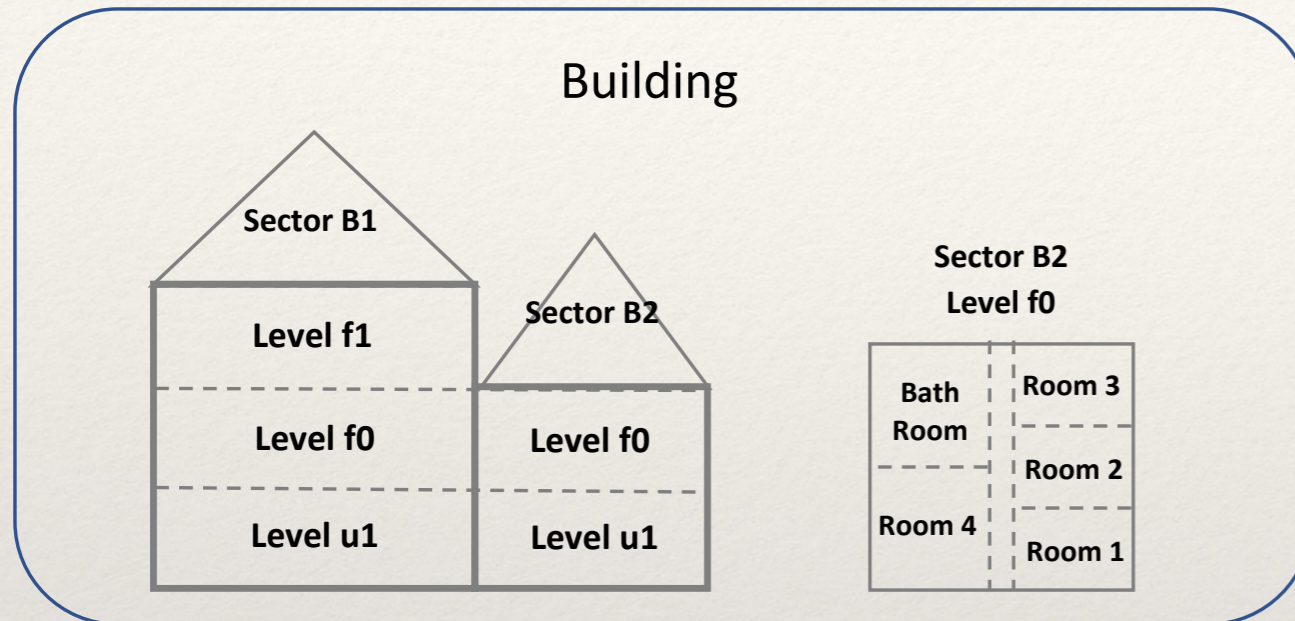 Building
Sector B1
Level f1
Level f0
Level u1
Sector B2
Level f0
Level u1
Sector B2
Level f0
Bath
Room
Room 4
Room 3
Room 2
Room 1